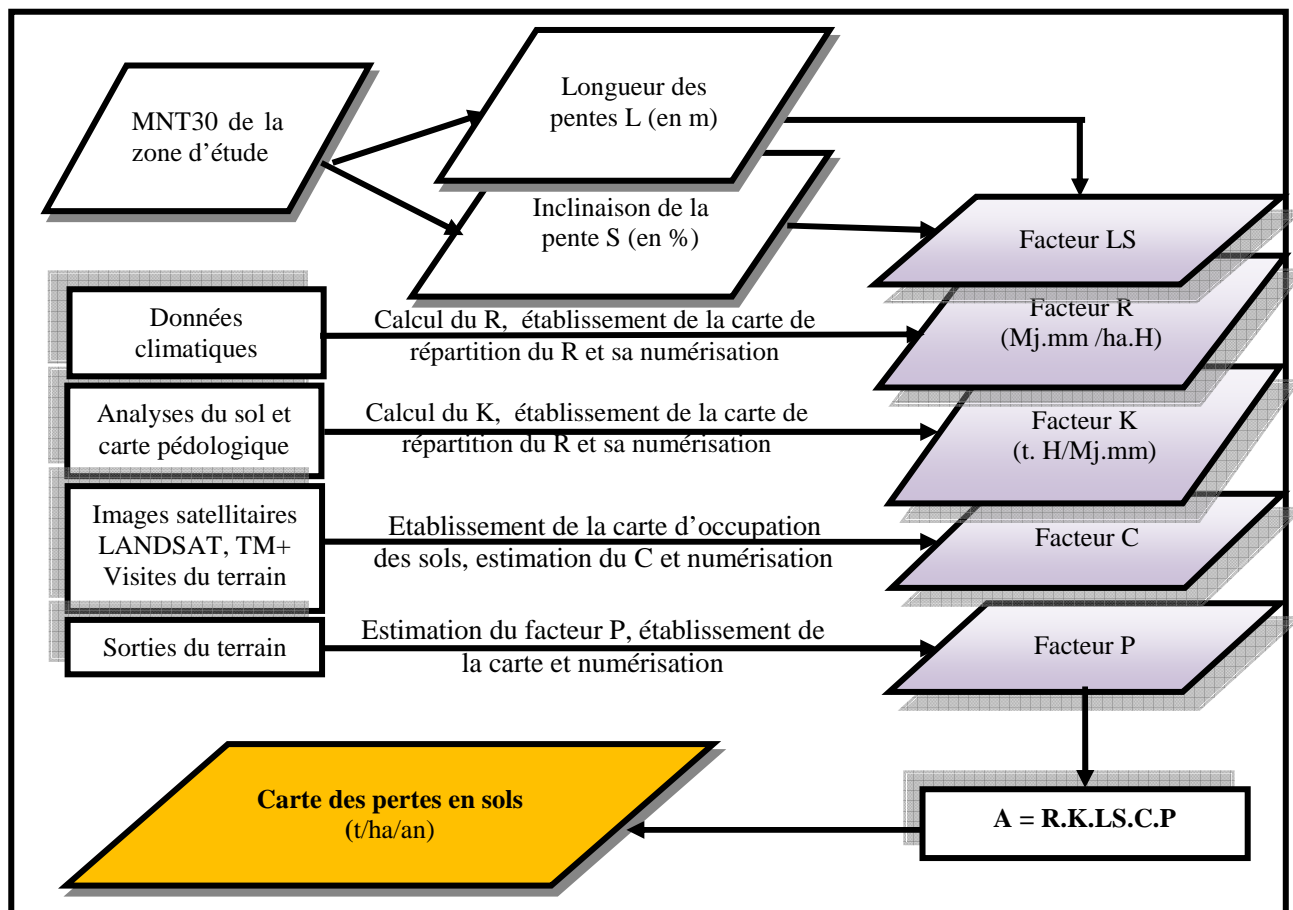 MNT30 de la
zone d'étude
Longueur des
pentes L (en m)
Inclinaison de la
pente S (en %)
Facteur LS
Données
climatiques
Calcul du R, établissement de la carte de
répartition du R et sa numérisation
Facteur R
(Mj.mm /ha.H)
Analyses du sol et
carte pédologique
Calcul du K, établissement de la carte de
répartition du R et sa numérisation
Facteur K
(t. H/Mj.mm)
Images satellitaires
LANDSAT, TM+
Visites du terrain
Etablissement de la carte d'occupation
des sols, estimation du C et numérisation
Facteur C
Sorties du terrain
Estimation du facteur P, établissement de
la carte et numérisation
Facteur P
Carte des pertes en sols
(t/ha/an)
A = R.K.LS.C.P